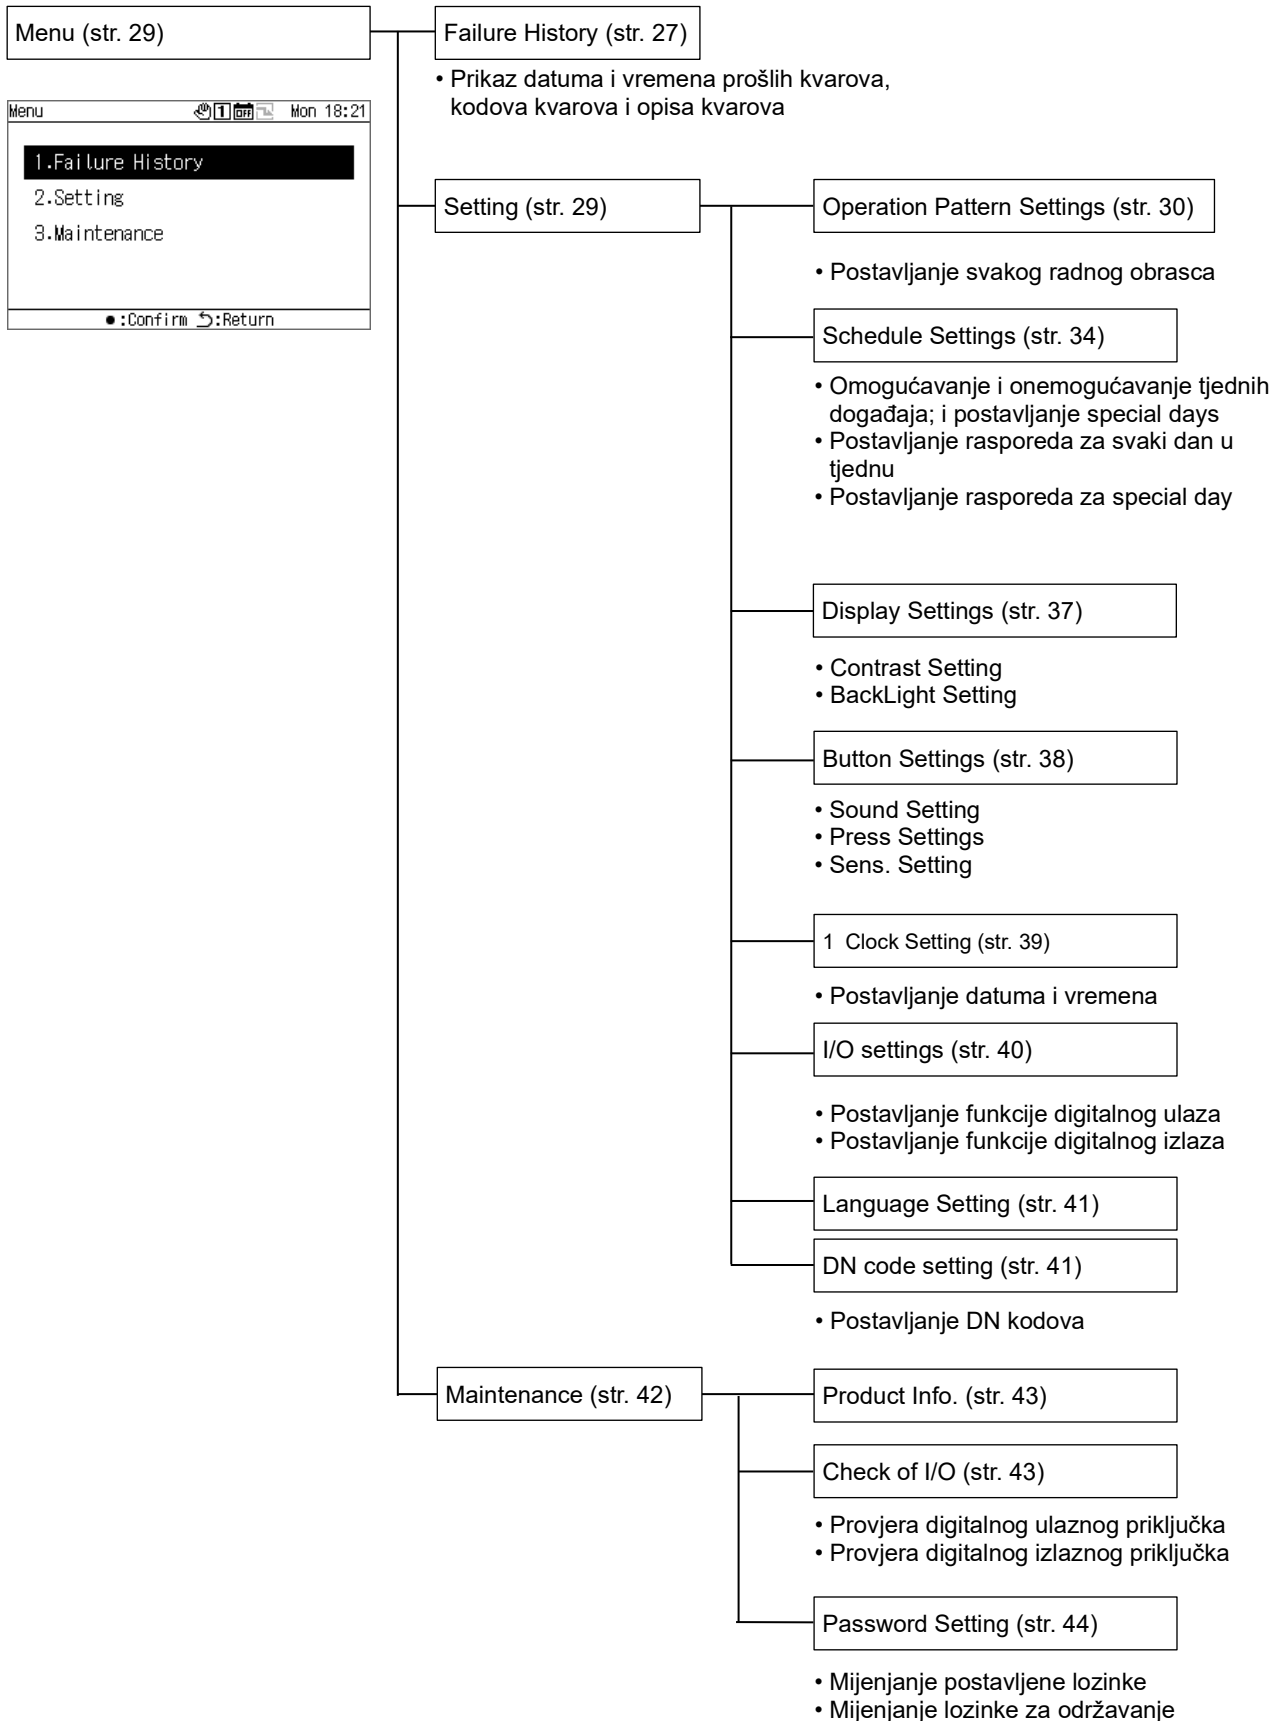 Menu (str. 29)
Menu 1 OFF Mon 18:21
1.Failure History
2.Setting
3.Maintenance
●:Confirm ⮌:Return
Failure History (str. 27)
• Prikaz datuma i vremena prošlih kvarova,
kodova kvarova i opisa kvarova
Setting (str. 29)
Operation Pattern Settings (str. 30)
• Postavljanje svakog radnog obrasca
Schedule Settings (str. 34)
• Omogućavanje i onemogućavanje tjednih
događaja; i postavljanje special days
• Postavljanje rasporeda za svaki dan u
tjednu
• Postavljanje rasporeda za special day
Display Settings (str. 37)
• Contrast Setting
• BackLight Setting
Button Settings (str. 38)
• Sound Setting
• Press Settings
• Sens. Setting
1 Clock Setting (str. 39)
• Postavljanje datuma i vremena
I/O settings (str. 40)
• Postavljanje funkcije digitalnog ulaza
• Postavljanje funkcije digitalnog izlaza
Language Setting (str. 41)
DN code setting (str. 41)
• Postavljanje DN kodova
Maintenance (str. 42)
Product Info. (str. 43)
Check of I/O (str. 43)
• Provjera digitalnog ulaznog priključka
• Provjera digitalnog izlaznog priključka
Password Setting (str. 44)
• Mijenjanje postavljene lozinke
• Mijenjanje lozinke za održavanje